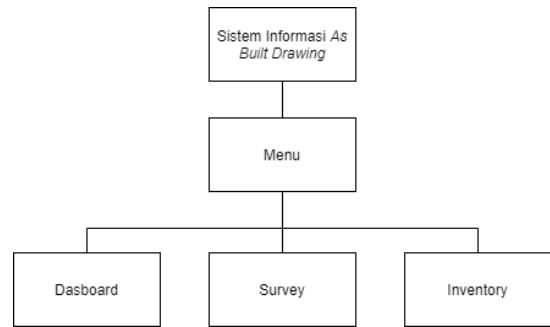 Sistem Informasi As
Built Drawing
Menu
Dasboard
Survey
Inventory